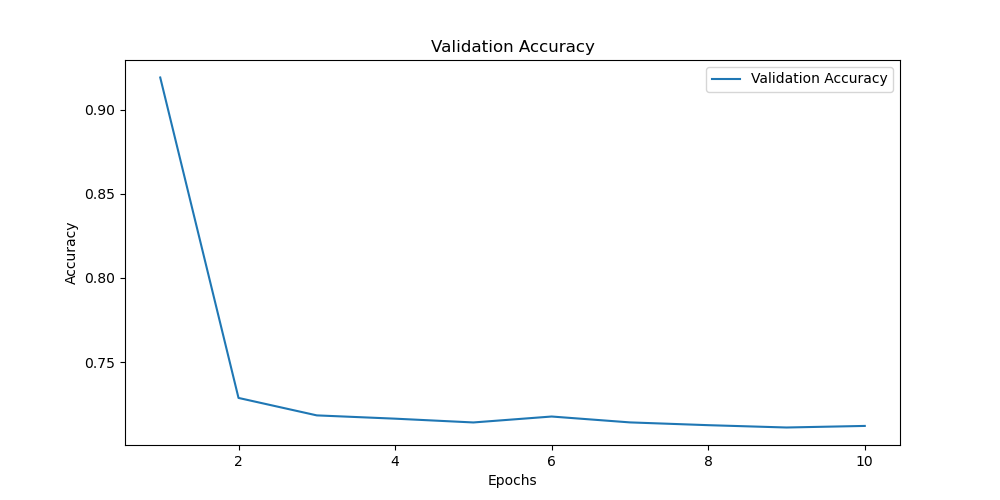 Validation Accuracy
Validation Accuracy
0.90
0.85
0.80
0.75
Accuracy
2 4 6 8 10
Epochs